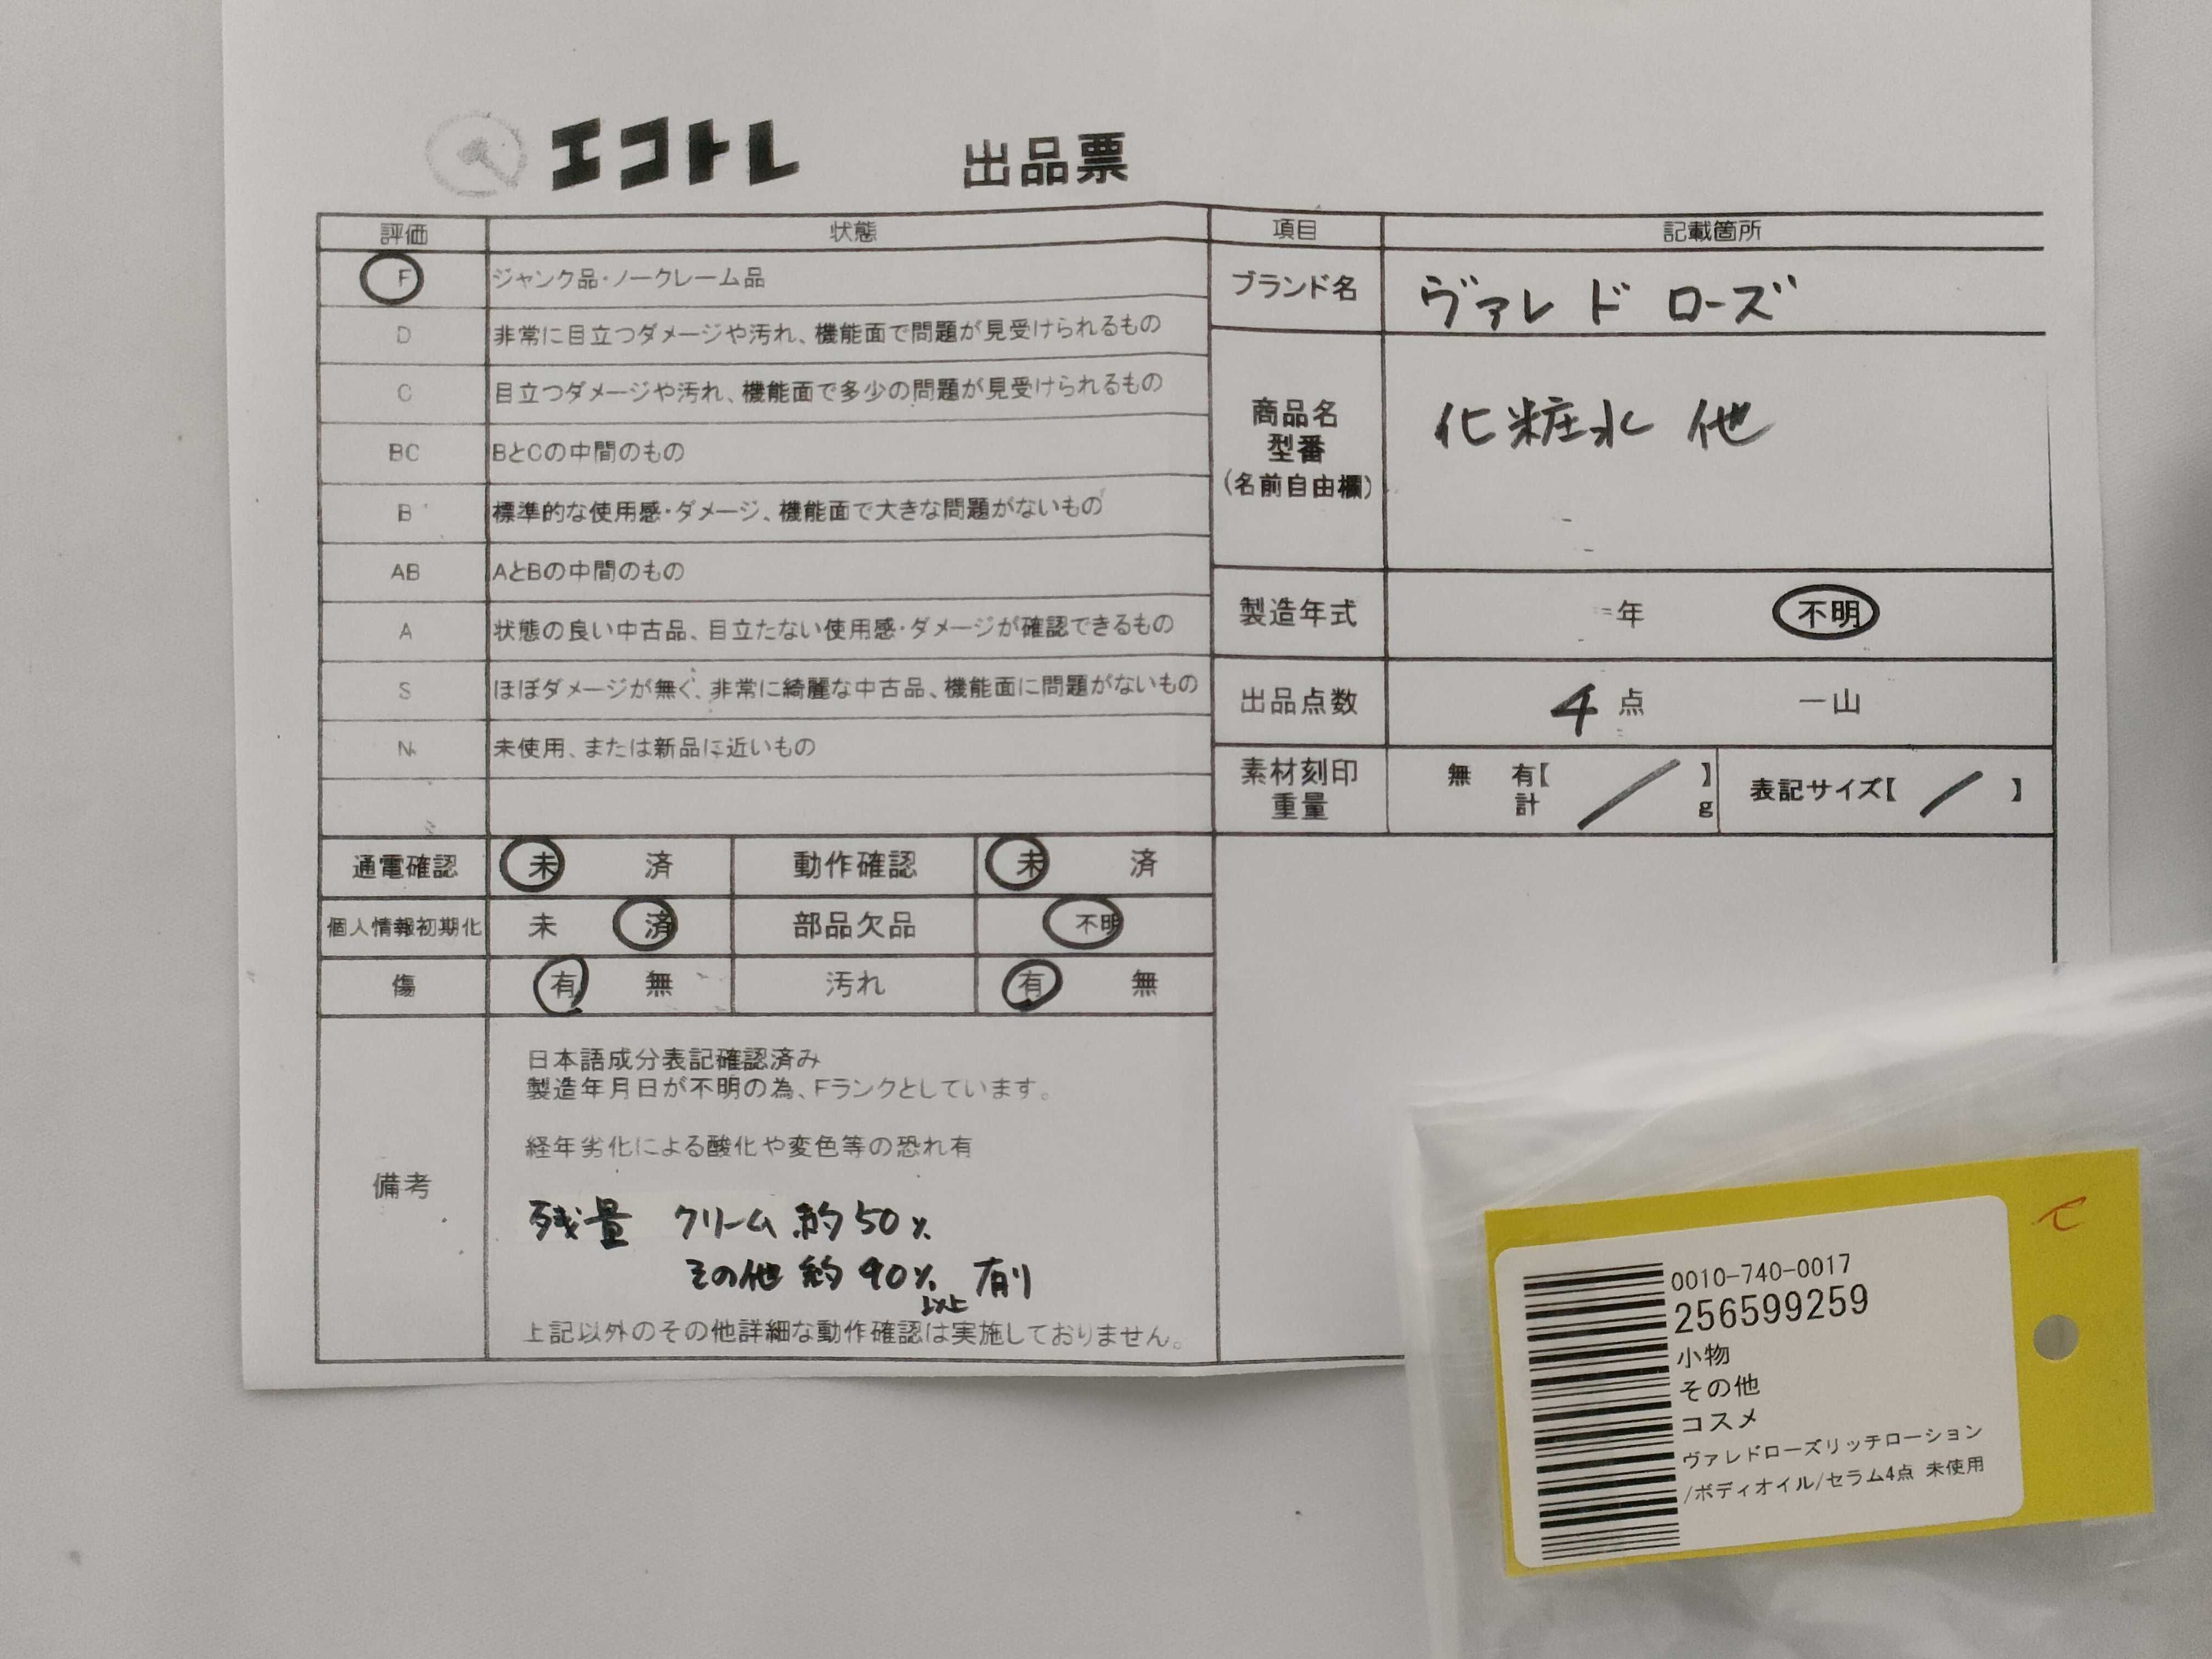 エコトレ 出品票
評価 状態 項目 記載箇所
F ジャンク品・ノークレーム品
D 非常に目立つダメージや汚れ、機能面で問題が見受けられるもの
C 目立つダメージや汚れ、機能面で多少の問題が見受けられるもの
BC BとCの中間のもの
B 標準的な使用感・ダメージ、機能面で大きな問題がないもの
AB AとBの中間のもの
A 状態の良い中古品、目立たない使用感・ダメージが確認できるもの
S ほぼダメージが無く、非常に綺麗な中古品、機能面に問題がないもの
N 未使用、または新品に近いもの
ブランド名 ヴァレ ド ローズ
商品名
型番
(名前自由欄)
化粧水 他
製造年式 年 不明
出品点数 4点 一山
素材刻印
重量
無 有【 】
計 g
表記サイズ【 】
通電確認 未 済 動作確認 未 済
個人情報初期化 未 済 部品欠品 不明
傷 有 無 汚れ 有 無
備考
日本語成分表記確認済み
製造年月日が不明の為、Fランクとしています。
経年劣化による酸化や変色等の恐れ有
残量 クリーム 約50%
その他 約90%以上 有り
上記以外のその他詳細な動作確認は実施しておりません。
0010-740-0017
256599259
小物
その他
コスメ
ヴァレドローズリッチローション
/ボディオイル/セラム4点 未使用